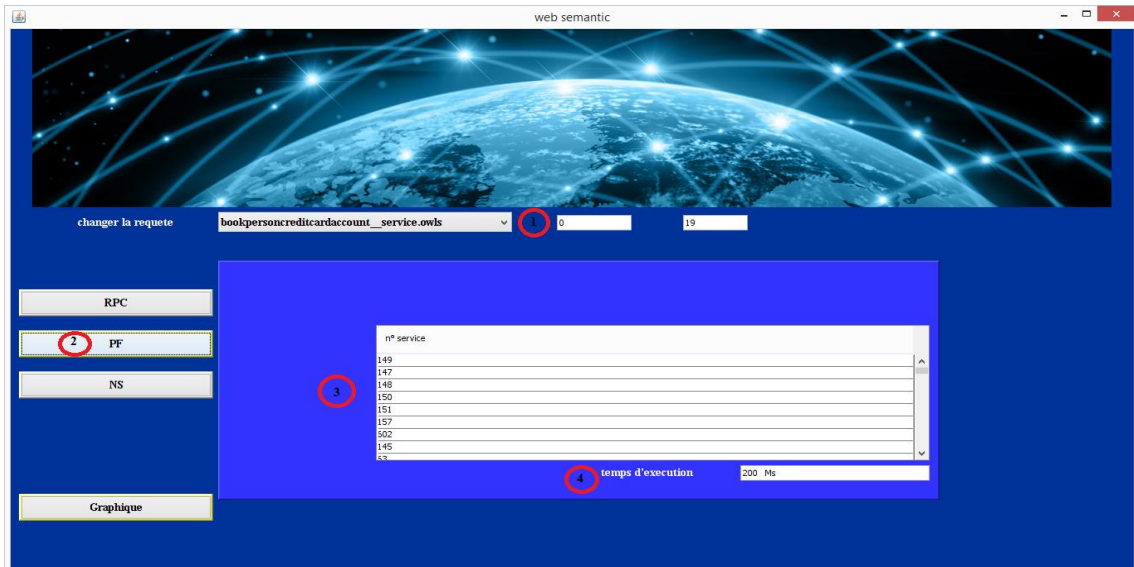 web semantic
changer la requete bookpersoncreditcardaccount__service.owls 1 0 19
RPC
2 PF
NS
n° service
149
147
148
150
151
157
502
145
53
3
4 temps d'execution 200 Ms
Graphique